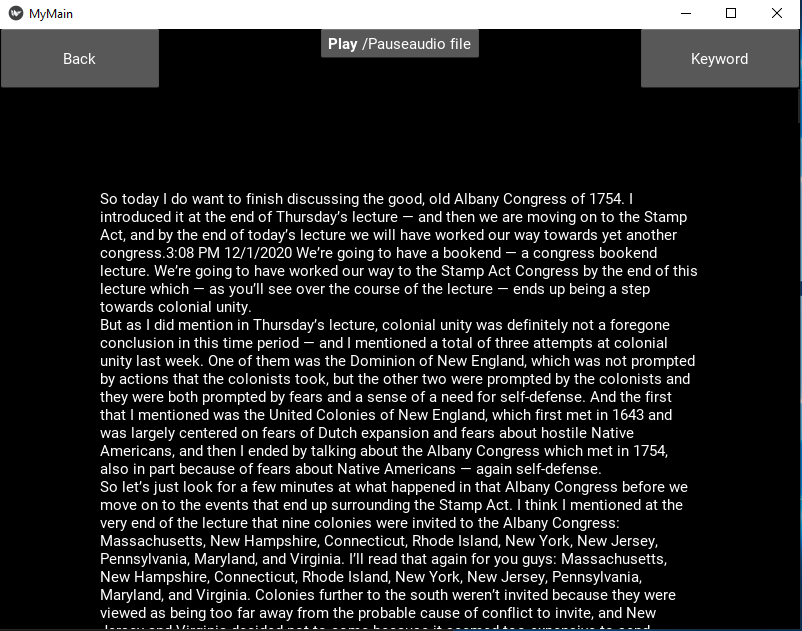 MyMain
Back
Play /Pauseaudio file
Keyword
So today I do want to finish discussing the good, old Albany Congress of 1754. I
introduced it at the end of Thursday’s lecture — and then we are moving on to the Stamp
Act, and by the end of today’s lecture we will have worked our way towards yet another
congress.3:08 PM 12/1/2020 We’re going to have a bookend — a congress bookend
lecture. We’re going to have worked our way to the Stamp Act Congress by the end of this
lecture which — as you’ll see over the course of the lecture — ends up being a step
towards colonial unity.
But as I did mention in Thursday’s lecture, colonial unity was definitely not a foregone
conclusion in this time period — and I mentioned a total of three attempts at colonial
unity last week. One of them was the Dominion of New England, which was not prompted
by actions that the colonists took, but the other two were prompted by the colonists and
they were both prompted by fears and a sense of a need for self-defense. And the first
that I mentioned was the United Colonies of New England, which first met in 1643 and
was largely centered on fears of Dutch expansion and fears about hostile Native
Americans, and then I ended by talking about the Albany Congress which met in 1754,
also in part because of fears about Native Americans — again self-defense.
So let’s just look for a few minutes at what happened in that Albany Congress before we
move on to the events that end up surrounding the Stamp Act. I think I mentioned at the
very end of the lecture that nine colonies were invited to the Albany Congress:
Massachusetts, New Hampshire, Connecticut, Rhode Island, New York, New Jersey,
Pennsylvania, Maryland, and Virginia. I’ll read that again for you guys: Massachusetts,
New Hampshire, Connecticut, Rhode Island, New York, New Jersey, Pennsylvania,
Maryland, and Virginia. Colonies further to the south weren’t invited because they were
viewed as being too far away from the probable cause of conflict to invite, and New
Jersey and Virginia decided not to come because it seemed too expensive to send